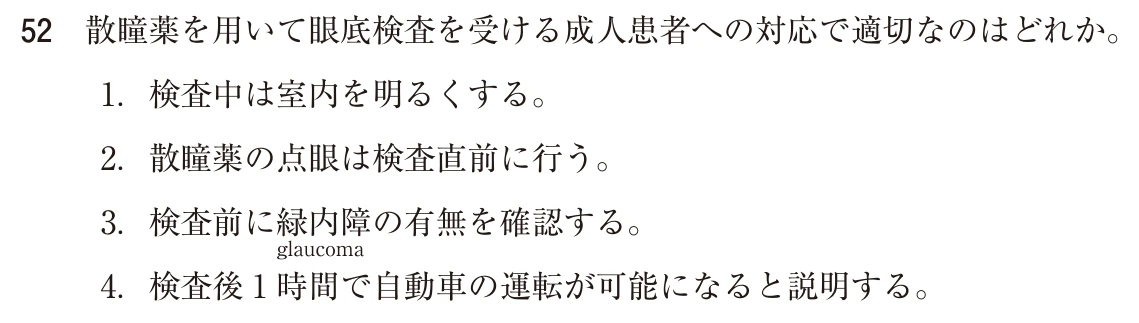 52 散瞳薬を用いて眼底検査を受ける成人患者への対応で適切なのはどれか。
1. 検査中は室内を明るくする。
2. 散瞳薬の点眼は検査直前に行う。
3. 検査前に緑内障の有無を確認する。
glaucoma
4. 検査後1時間で自動車の運転が可能になると説明する。